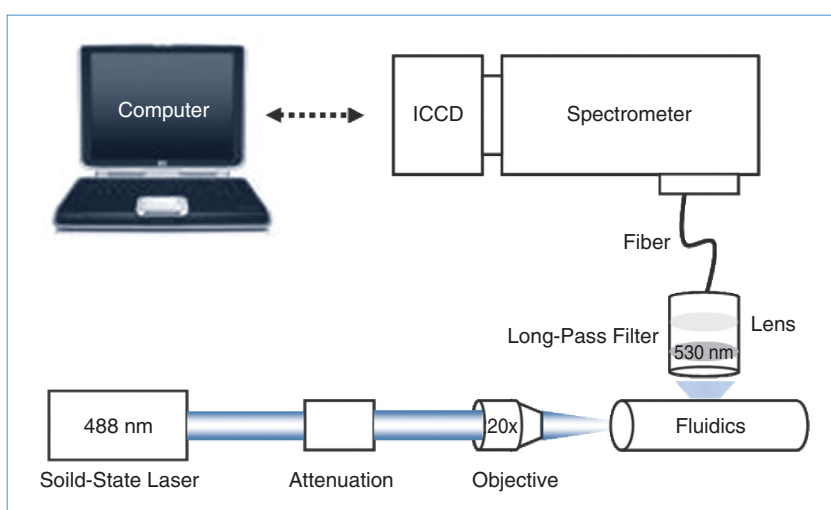 Computer
ICCD
Spectrometer
Fiber
Long-Pass Filter
Lens
530 nm
488 nm
20x
Fluidics
Soild-State Laser
Attenuation
Objective